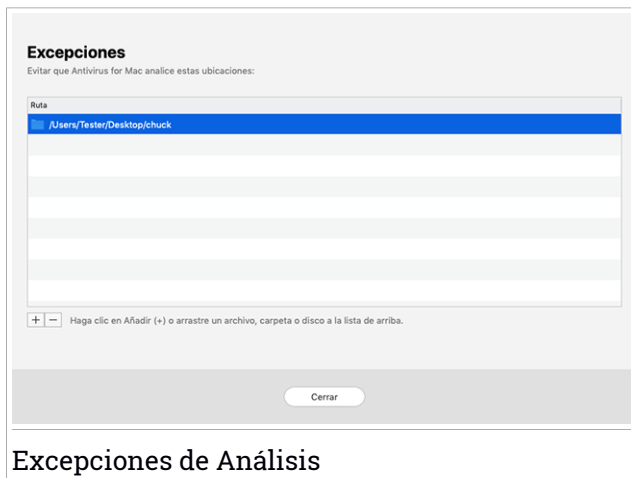 Excepciones
Evitar que Antivirus for Mac analice estas ubicaciones:
Ruta
/Users/Tester/Desktop/chuck
+ − Haga clic en Añadir (+) o arrastre un archivo, carpeta o disco a la lista de arriba.
Cerrar
Excepciones de Análisis